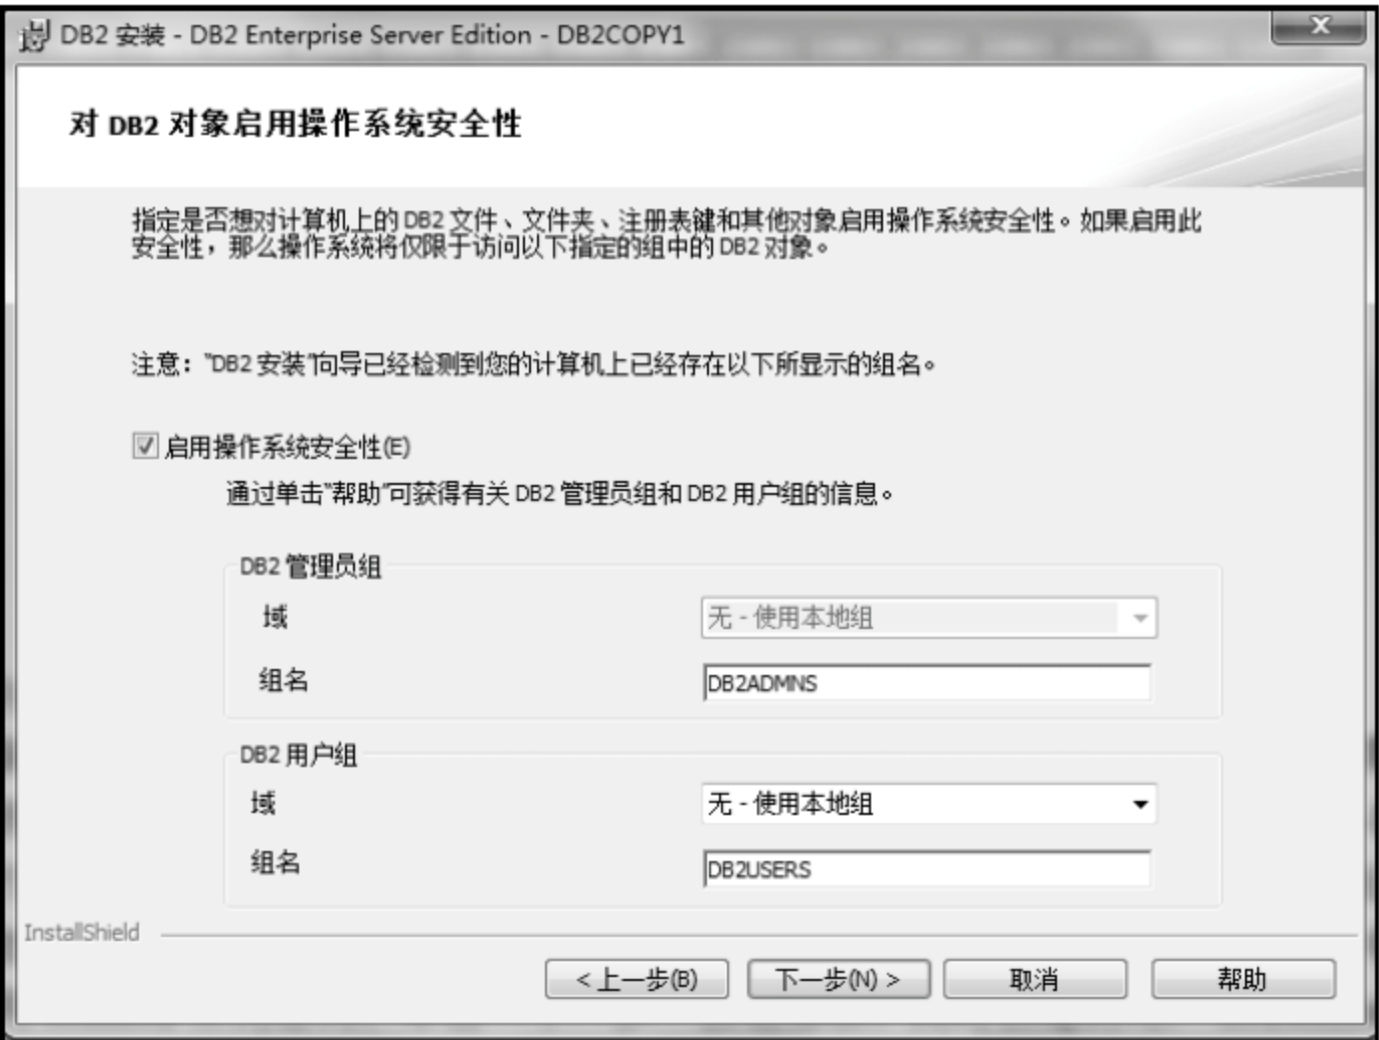 DB2 安装 - DB2 Enterprise Server Edition - DB2COPY1
对 DB2 对象启用操作系统安全性
指定是否想对计算机上的 DB2 文件、文件夹、注册表键和其他对象启用操作系统安全性。如果启用此
安全性，那么操作系统将仅限于访问以下指定的组中的 DB2 对象。
注意："DB2 安装"向导已经检测到您的计算机上已经存在以下所显示的组名。
启用操作系统安全性(E)
通过单击"帮助"可获得有关 DB2 管理员组和 DB2 用户组的信息。
DB2 管理员组
域 无 - 使用本地组
组名 DB2ADMNS
DB2 用户组
域 无 - 使用本地组
组名 DB2USERS
InstallShield
< 上一步(B) 下一步(N) > 取消 帮助